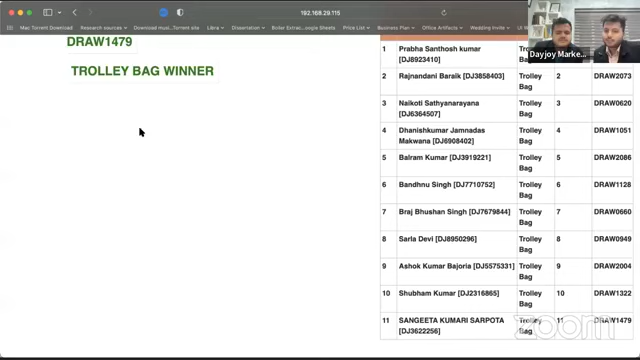 192.168.29.115
Mac Torrent Download
Research sources
Download musi...Torrent site
Libra
Dissertation
Boiler Extrac...oogle Sheets
Price List
Business Plan
Office Artifacts
Wedding Invite
DRAW1479
TROLLEY BAG WINNER
Dayjoy Marke...
1 Prabha Santhosh kumar [DJ8923410] Trolley Bag 1
2 Rajnandani Baraik [DJ3858403] Trolley Bag 2 DRAW2073
3 Naikoti Sathyanarayana [DJ6364507] Trolley Bag 3 DRAW0620
4 Dhanishkumar Jamnadas Makwana [DJ6908402] Trolley Bag 4 DRAW1051
5 Balram Kumar [DJ3919221] Trolley Bag 5 DRAW2086
6 Bandhnu Singh [DJ7710752] Trolley Bag 6 DRAW1128
7 Braj Bhushan Singh [DJ7679844] Trolley Bag 7 DRAW0660
8 Sarla Devi [DJ8950296] Trolley Bag 8 DRAW0949
9 Ashok Kumar Bajoria [DJ5575331] Trolley Bag 9 DRAW2004
10 Shubham Kumar [DJ2316865] Trolley Bag 10 DRAW1322
11 SANGEETA KUMARI SARPOTA [DJ3622256] Trolley Bag 11 DRAW1479
zoom